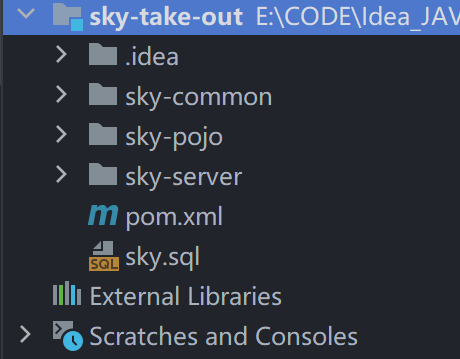 sky-take-out E:\CODE\Idea_JAV
.idea
sky-common
sky-pojo
sky-server
m pom.xml
SQL sky.sql
External Libraries
Scratches and Consoles